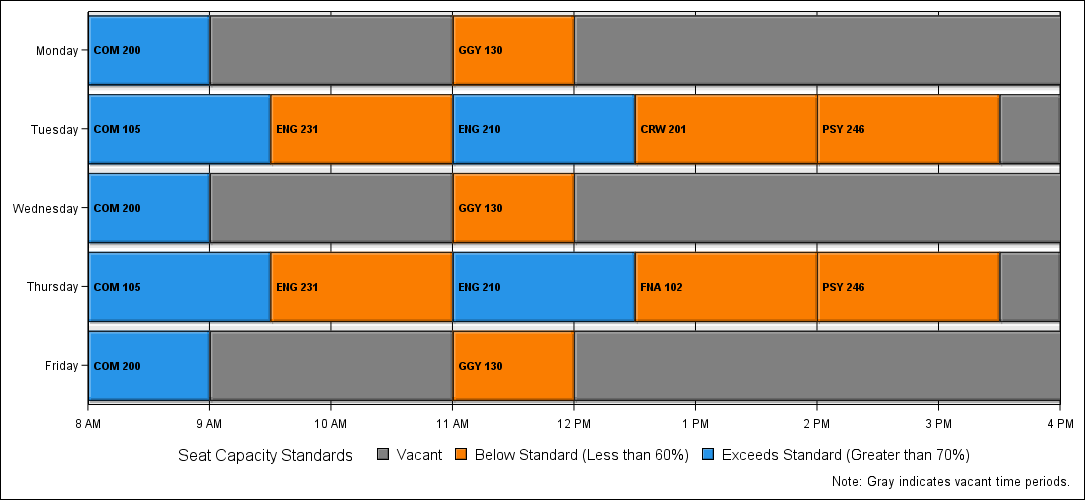 Monday COM 200 GGY 130
Tuesday COM 105 ENG 231 ENG 210 CRW 201 PSY 246
Wednesday COM 200 GGY 130
Thursday COM 105 ENG 231 ENG 210 FNA 102 PSY 246
Friday COM 200 GGY 130
8 AM 9 AM 10 AM 11 AM 12 PM 1 PM 2 PM 3 PM 4 PM
Seat Capacity Standards Vacant Below Standard (Less than 60%) Exceeds Standard (Greater than 70%)
Note: Gray indicates vacant time periods.